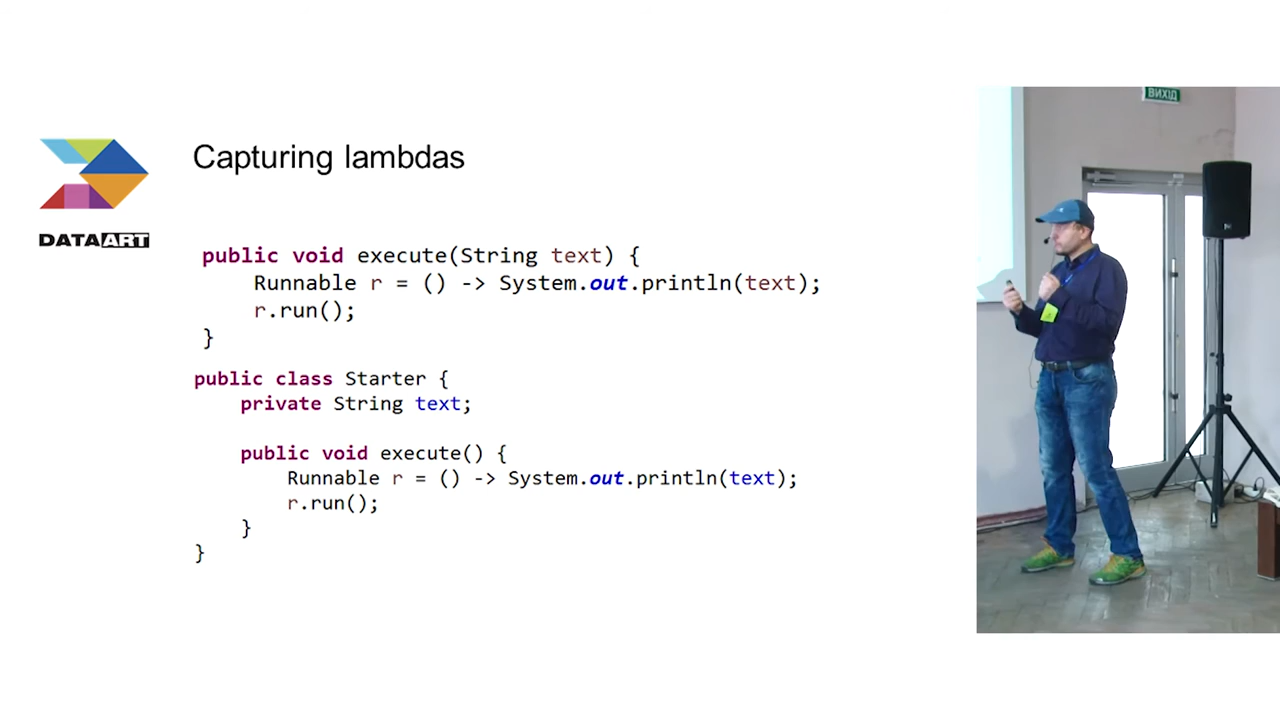 Capturing lambdas
DATAART
public void execute(String text) {
Runnable r = () -> System.out.println(text);
r.run();
}
public class Starter {
private String text;
public void execute() {
Runnable r = () -> System.out.println(text);
r.run();
}
}
ВИХІД